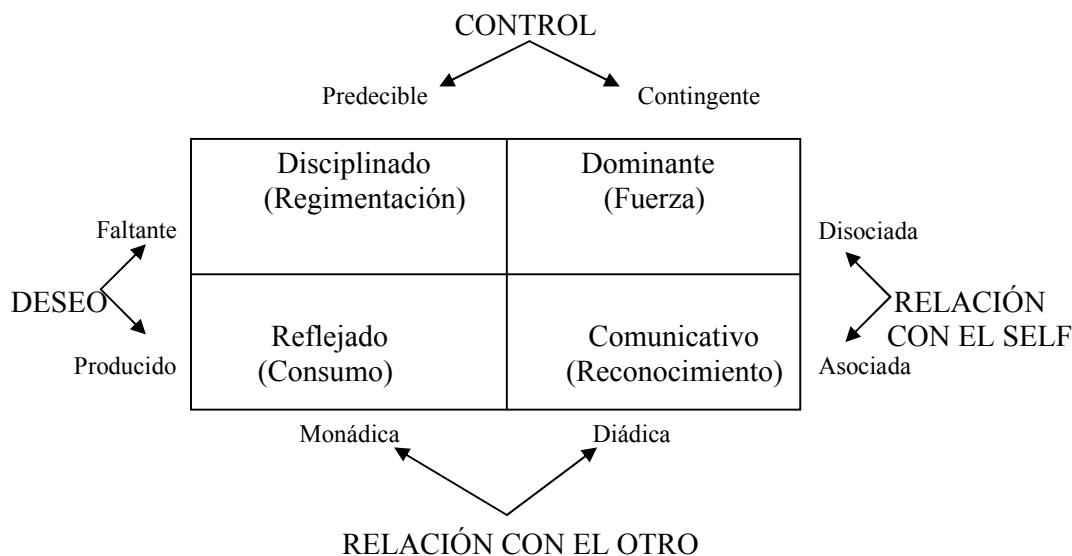 CONTROL
Predecible
Contingente
Disciplinado
(Regimentación)
Dominante
(Fuerza)
Faltante
Disociada
DESEO
RELACIÓN
CON EL SELF
Reflejado
(Consumo)
Comunicativo
(Reconocimiento)
Producido
Asociada
Monádica
Diádica
RELACIÓN CON EL OTRO